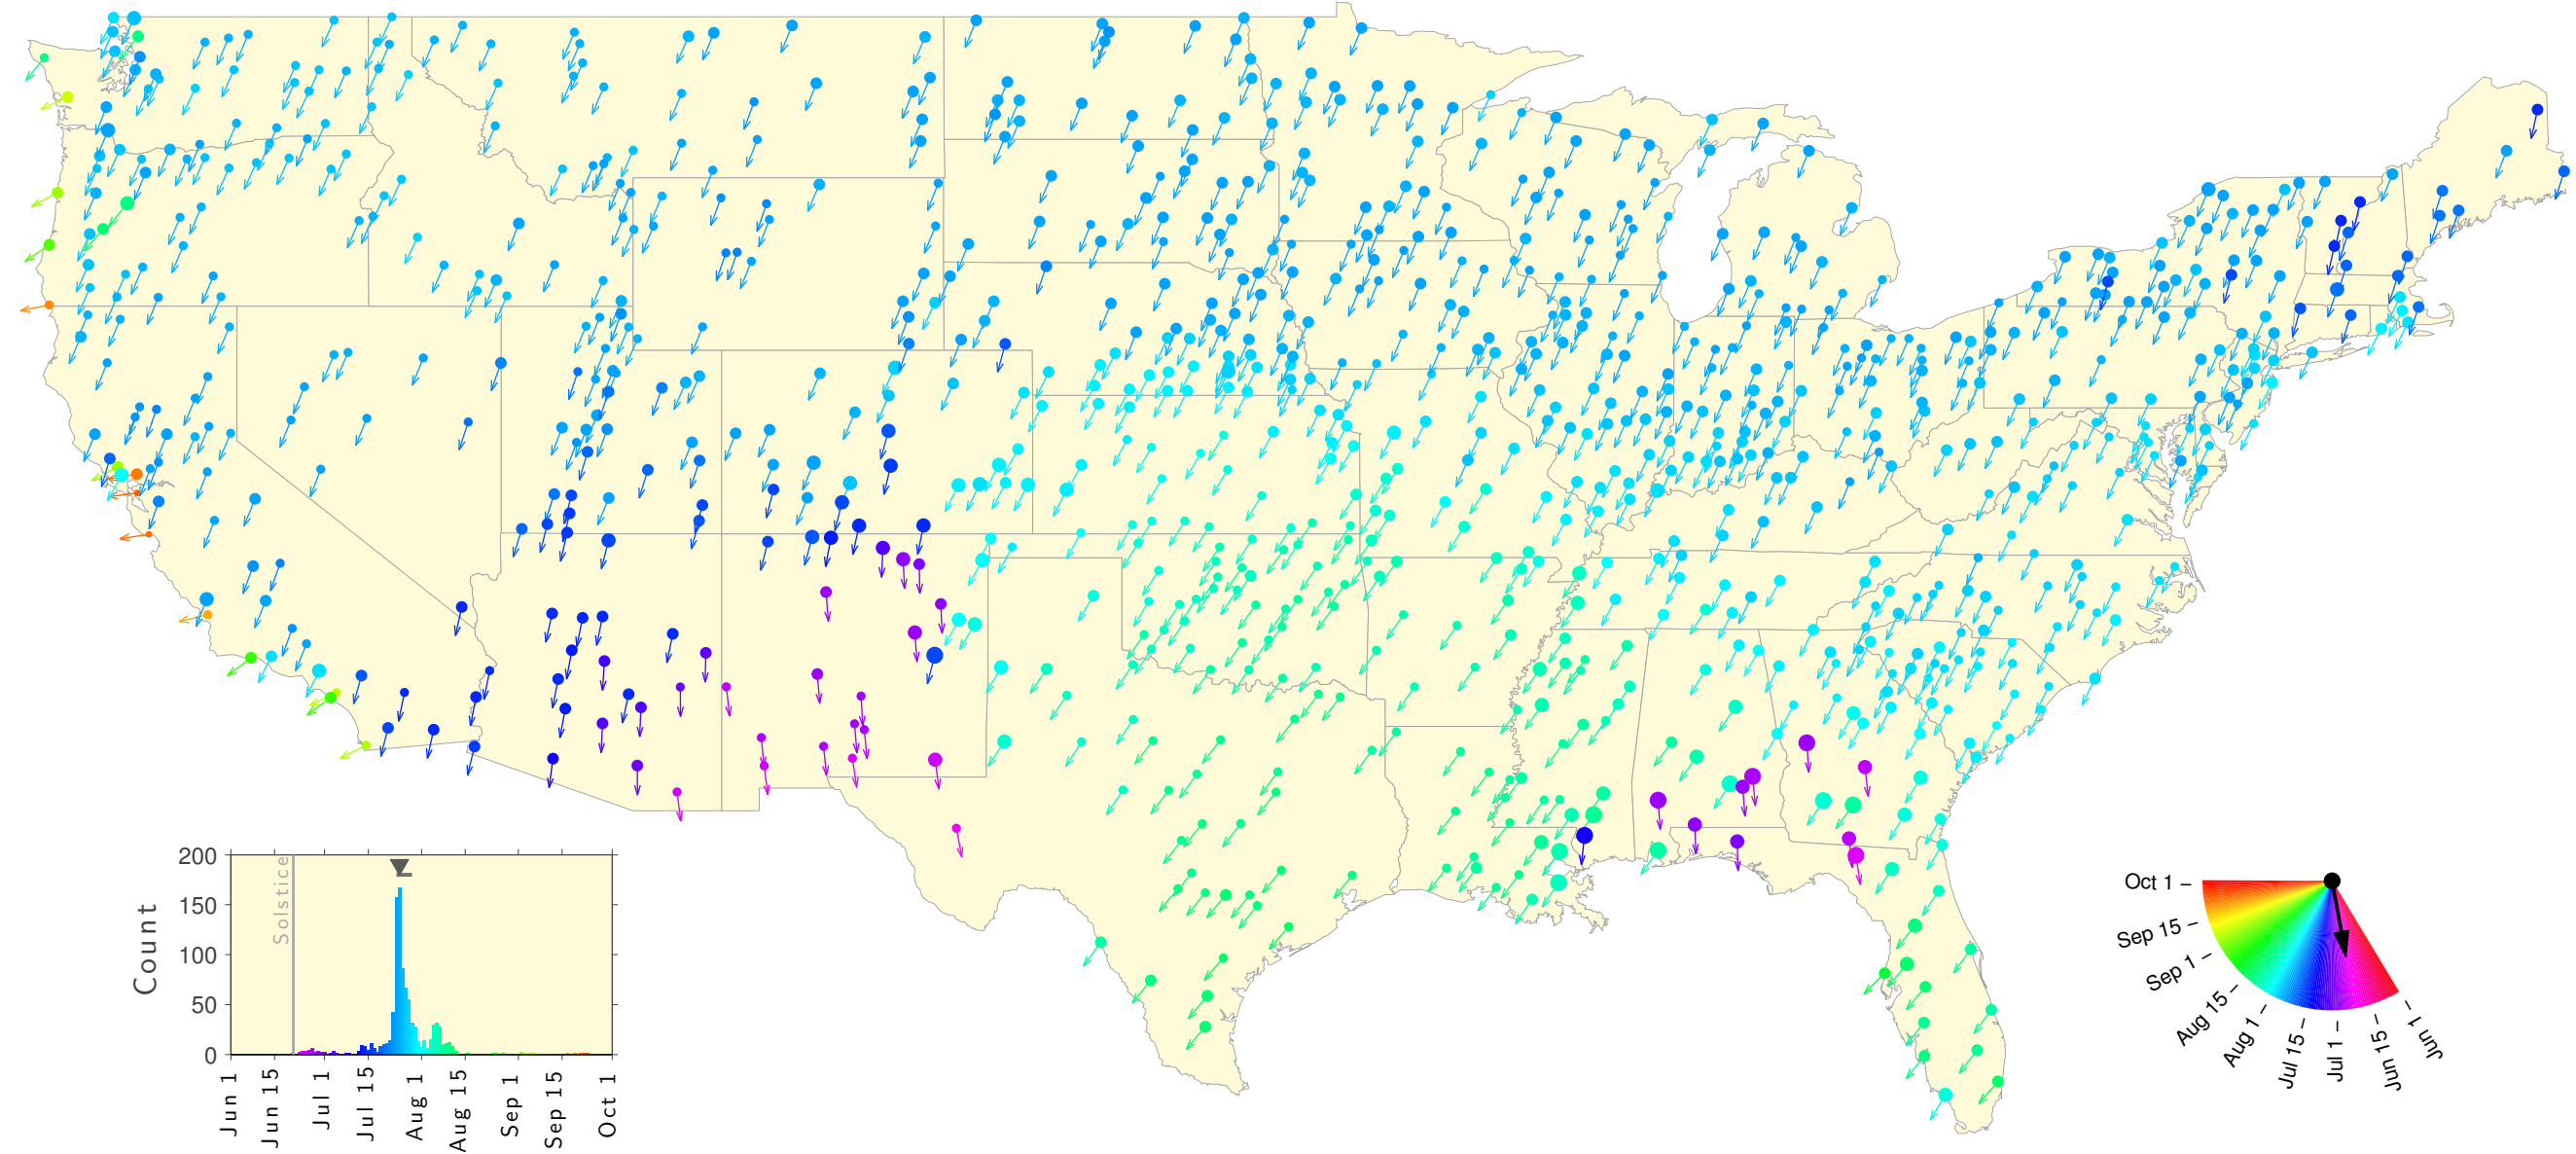 200
150
100
50
0
Count
Solstice
Jun 1
Jun 15
Jul 1
Jul 15
Aug 1
Aug 15
Sep 1
Sep 15
Oct 1
Oct 1 –
Sep 15 –
Sep 1 –
Aug 15 –
Aug 1 –
Jul 15 –
Jul 1 –
Jun 15 –
Jun 1 –